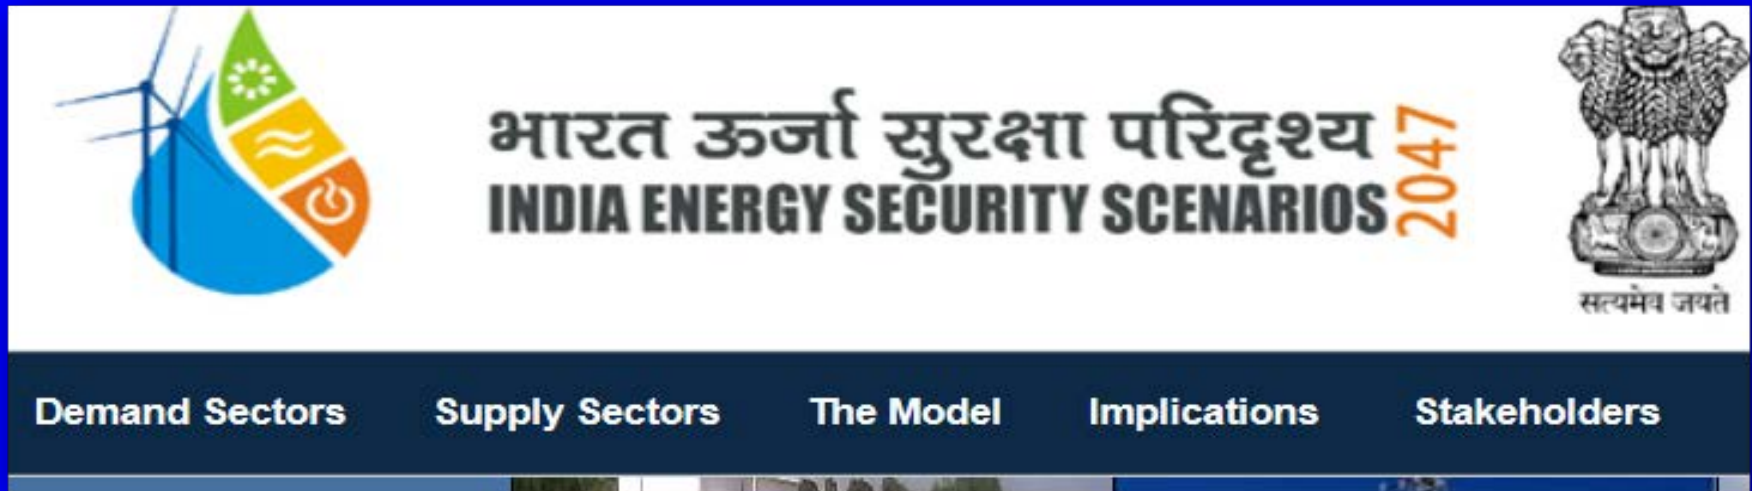 भारत ऊर्जा सुरक्षा परिदृश्य
INDIA ENERGY SECURITY SCENARIOS 2047
सत्यमेव जयते
Demand Sectors Supply Sectors The Model Implications Stakeholders